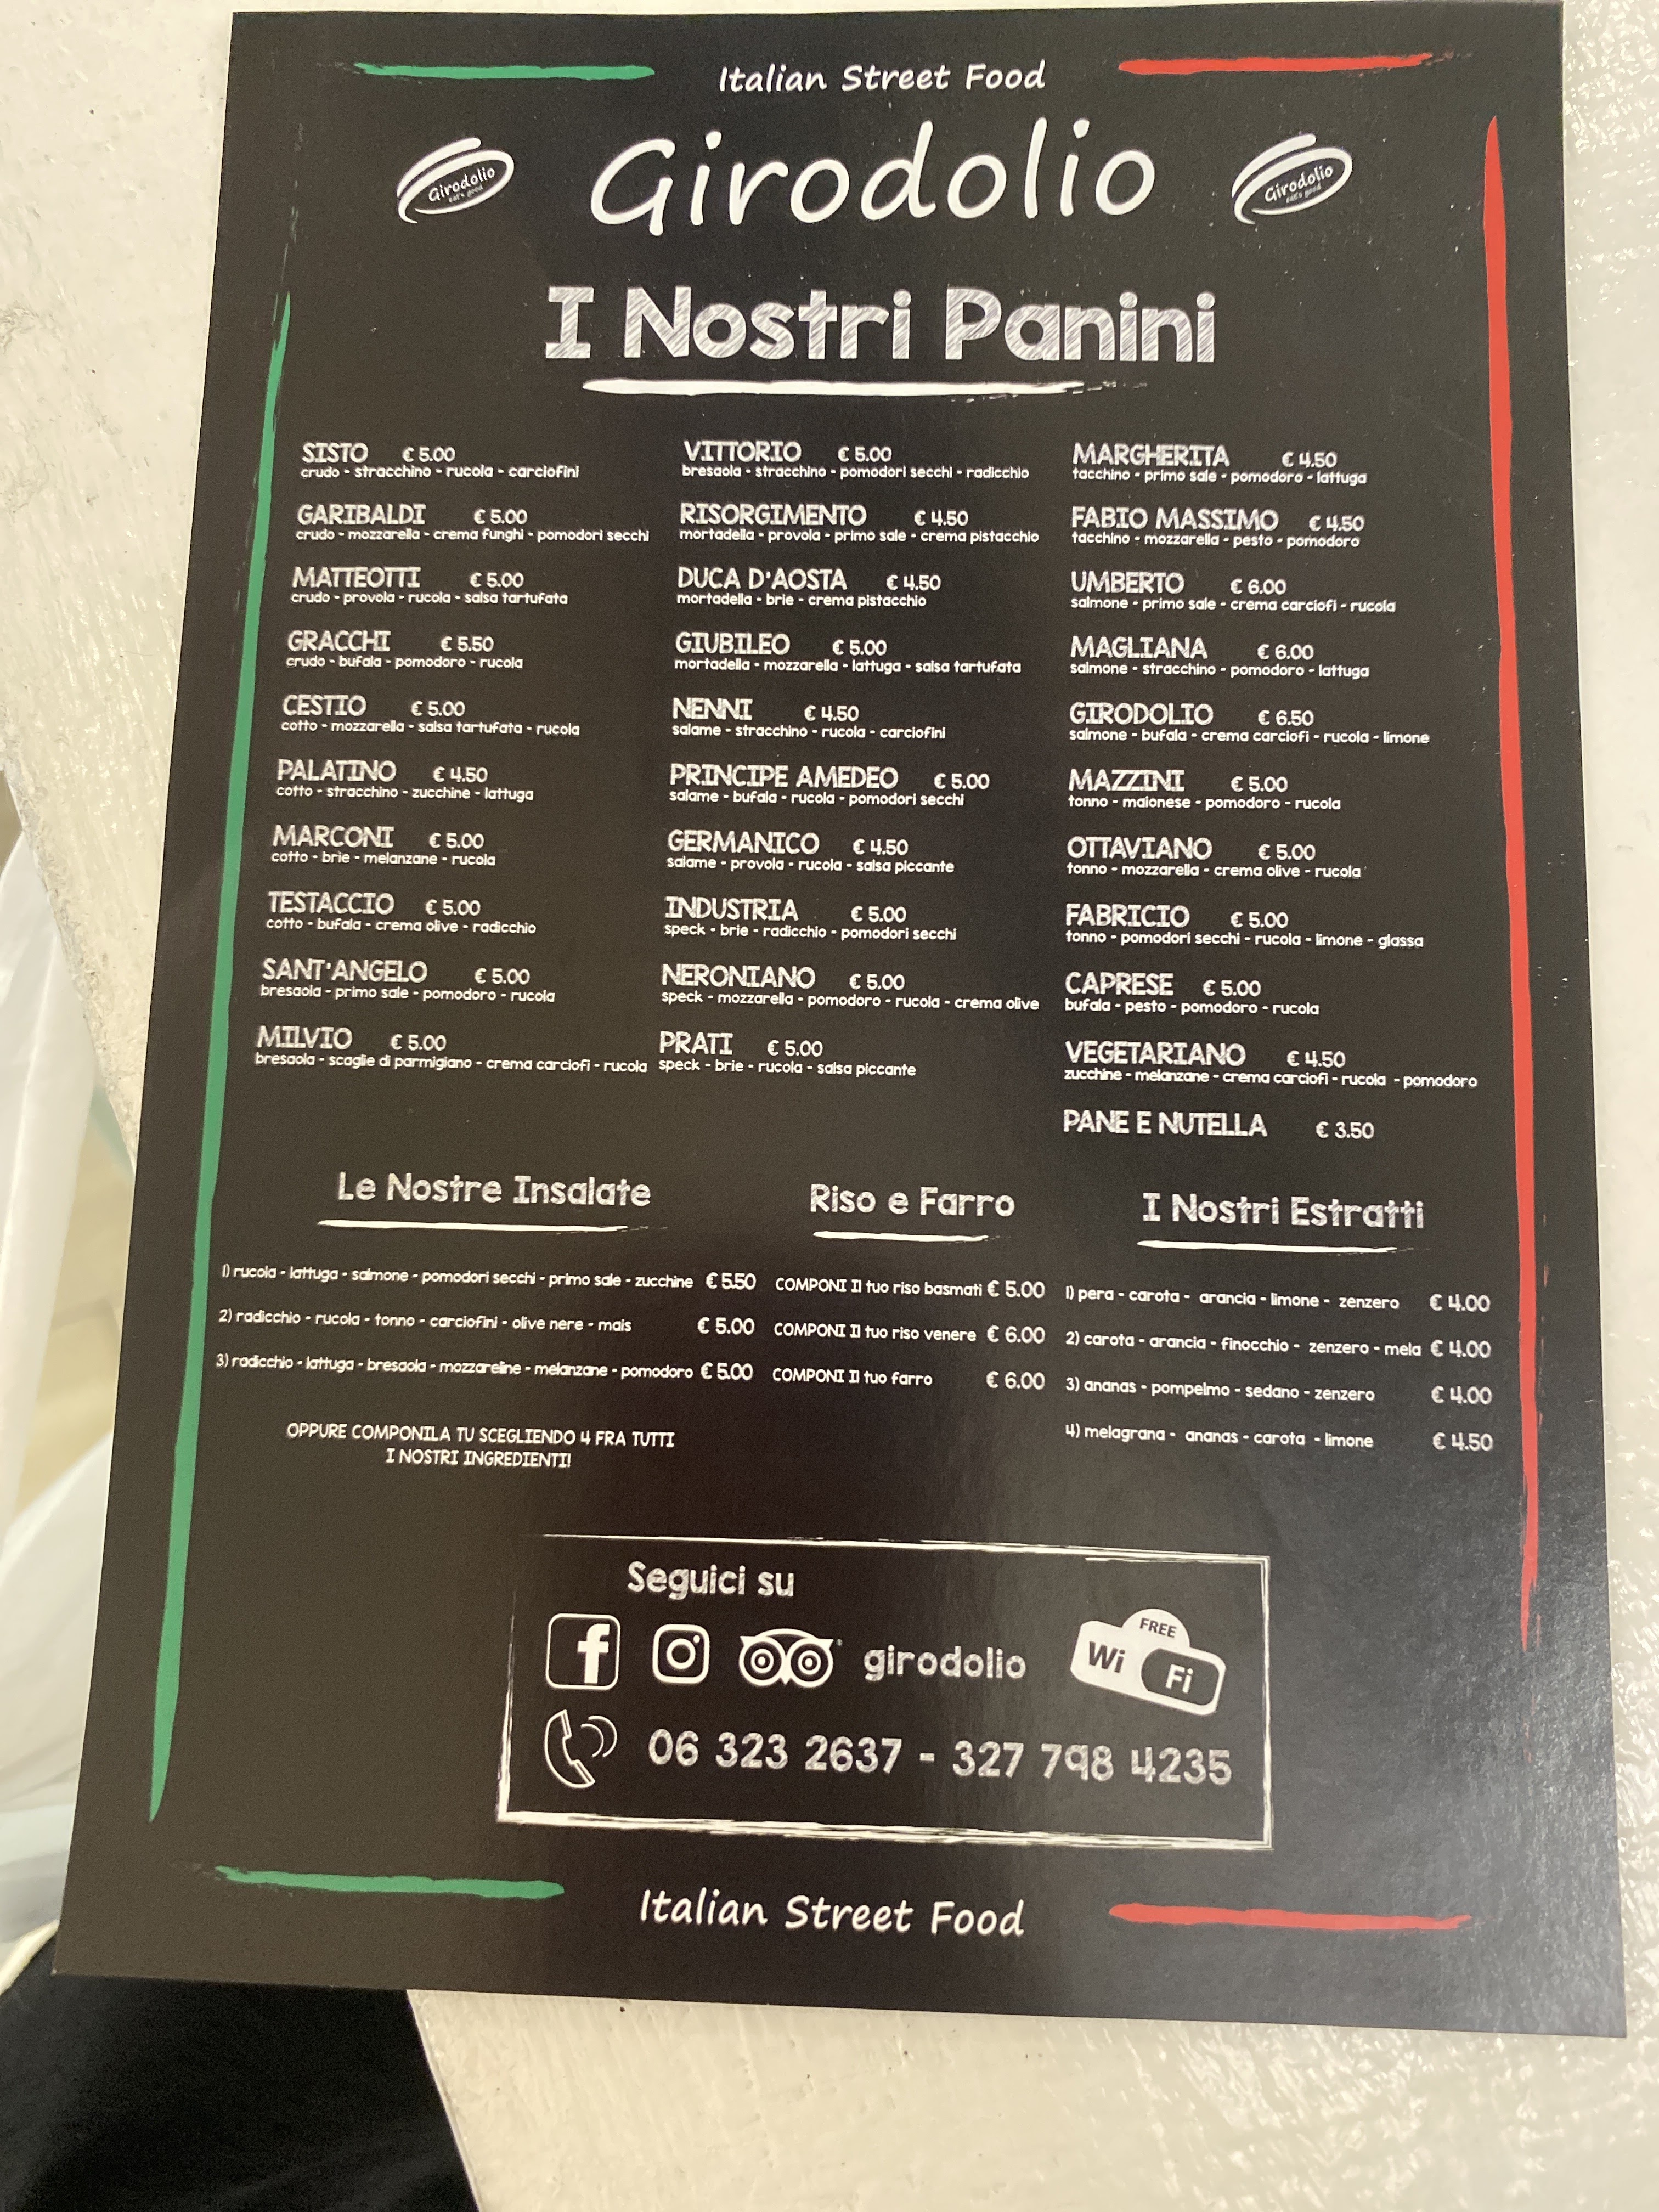 Italian Street Food
Girodolio
eat's good
Girodolio
Girodolio
eat's good
I Nostri Panini
SISTO € 5.00
crudo - stracchino - rucola - carciofini
GARIBALDI € 5.00
crudo - mozzarella - crema funghi - pomodori secchi
MATTEOTTI € 5.00
crudo - provola - rucola - salsa tartufata
GRACCHI € 5.50
crudo - bufala - pomodoro - rucola
CESTIO € 5.00
cotto - mozzarella - salsa tartufata - rucola
PALATINO € 4.50
cotto - stracchino - zucchine - lattuga
MARCONI € 5.00
cotto - brie - melanzane - rucola
TESTACCIO € 5.00
cotto - bufala - crema olive - radicchio
SANT'ANGELO € 5.00
bresaola - primo sale - pomodoro - rucola
MILVIO € 5.00
bresaola - scaglie di parmigiano - crema carciofi - rucola
VITTORIO € 5.00
bresaola - stracchino - pomodori secchi - radicchio
RISORGIMENTO € 4.50
mortadella - provola - primo sale - crema pistacchio
DUCA D'AOSTA € 4.50
mortadella - brie - crema pistacchio
GIUBILEO € 5.00
mortadella - mozzarella - lattuga - salsa tartufata
NENNI € 4.50
salame - stracchino - rucola - carciofini
PRINCIPE AMEDEO € 5.00
salame - bufala - rucola - pomodori secchi
GERMANICO € 4.50
salame - provola - rucola - salsa piccante
INDUSTRIA € 5.00
speck - brie - radicchio - pomodori secchi
NERONIANO € 5.00
speck - mozzarella - pomodoro - rucola - crema olive
PRATI € 5.00
speck - brie - rucola - salsa piccante
MARGHERITA € 4.50
tacchino - primo sale - pomodoro - lattuga
FABIO MASSIMO € 4.50
tacchino - mozzarella - pesto - pomodoro
UMBERTO € 6.00
salmone - primo sale - crema carciofi - rucola
MAGLIANA € 6.00
salmone - stracchino - pomodoro - lattuga
GIRODOLIO € 6.50
salmone - bufala - crema carciofi - rucola - limone
MAZZINI € 5.00
tonno - maionese - pomodoro - rucola
OTTAVIANO € 5.00
tonno - mozzarella - crema olive - rucola
FABRICIO € 5.00
tonno - pomodori secchi - rucola - limone - glassa
CAPRESE € 5.00
bufala - pesto - pomodoro - rucola
VEGETARIANO € 4.50
zucchine - melanzane - crema carciofi - rucola - pomodoro
PANE E NUTELLA € 3.50
Le Nostre Insalate
1) rucola - lattuga - salmone - pomodori secchi - primo sale - zucchine € 5.50
2) radicchio - rucola - tonno - carciofini - olive nere - mais € 5.00
3) radicchio - lattuga - bresaola - mozzareline - melanzane - pomodoro € 5.00
OPPURE COMPONILA TU SCEGLIENDO 4 FRA TUTTI
I NOSTRI INGREDIENTI!
Riso e Farro
COMPONI Il tuo riso basmati € 5.00
COMPONI Il tuo riso venere € 6.00
COMPONI Il tuo farro € 6.00
I Nostri Estratti
1) pera - carota - arancia - limone - zenzero € 4.00
2) carota - arancia - finocchio - zenzero - mela € 4.00
3) ananas - pompelmo - sedano - zenzero € 4.00
4) melagrana - ananas - carota - limone € 4.50
Seguici su
f girodolio
FREE
Wi Fi
06 323 2637 - 327 798 4235
Italian Street Food